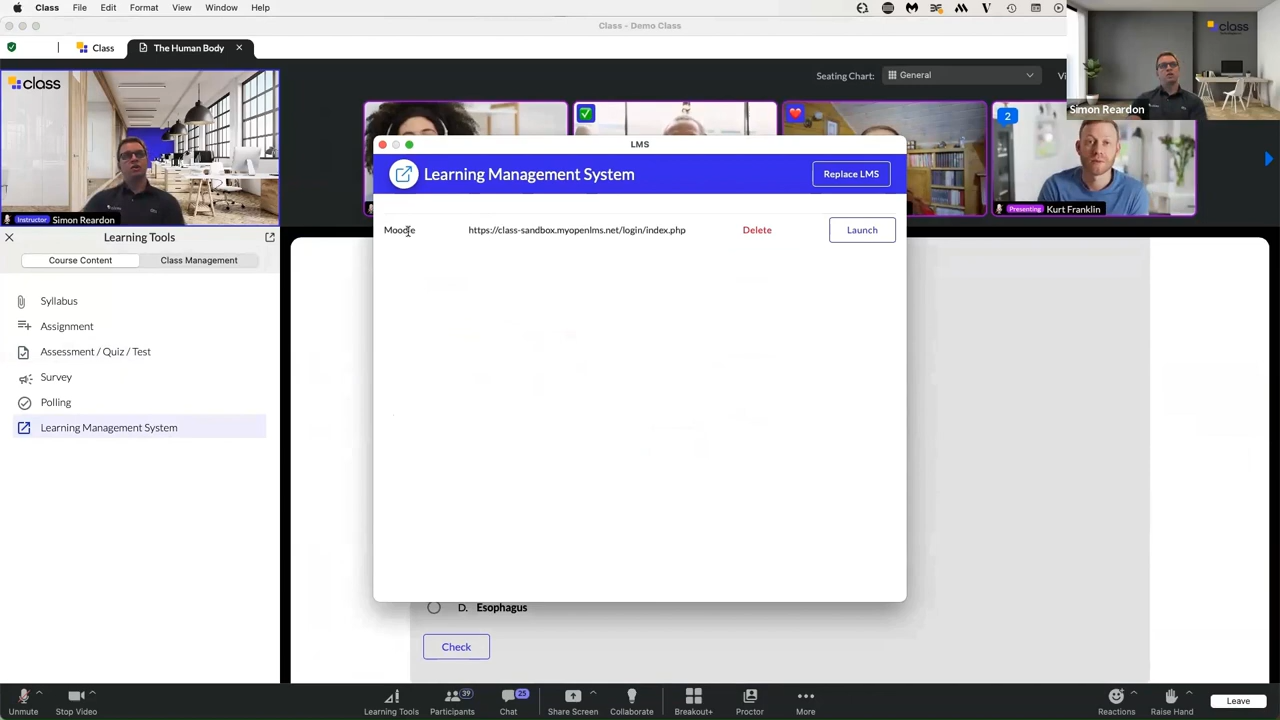 Class File Edit Format View Window Help
Class - Demo Class
Class The Human Body
class
Seating Chart: General
class
Simon Reardon
2
LMS
Learning Management System Replace LMS
Instructor Simon Reardon
Presenting Kurt Franklin
Moodle https://class-sandbox.myopenlms.net/login/index.php Delete Launch
Learning Tools
Course Content Class Management
Syllabus
Assignment
Assessment / Quiz / Test
Survey
Polling
Learning Management System
D. Esophagus
Check
Unmute Stop Video Learning Tools Participants 39 Chat 25 Share Screen Collaborate Breakout+ Proctor More Reactions Raise Hand Leave